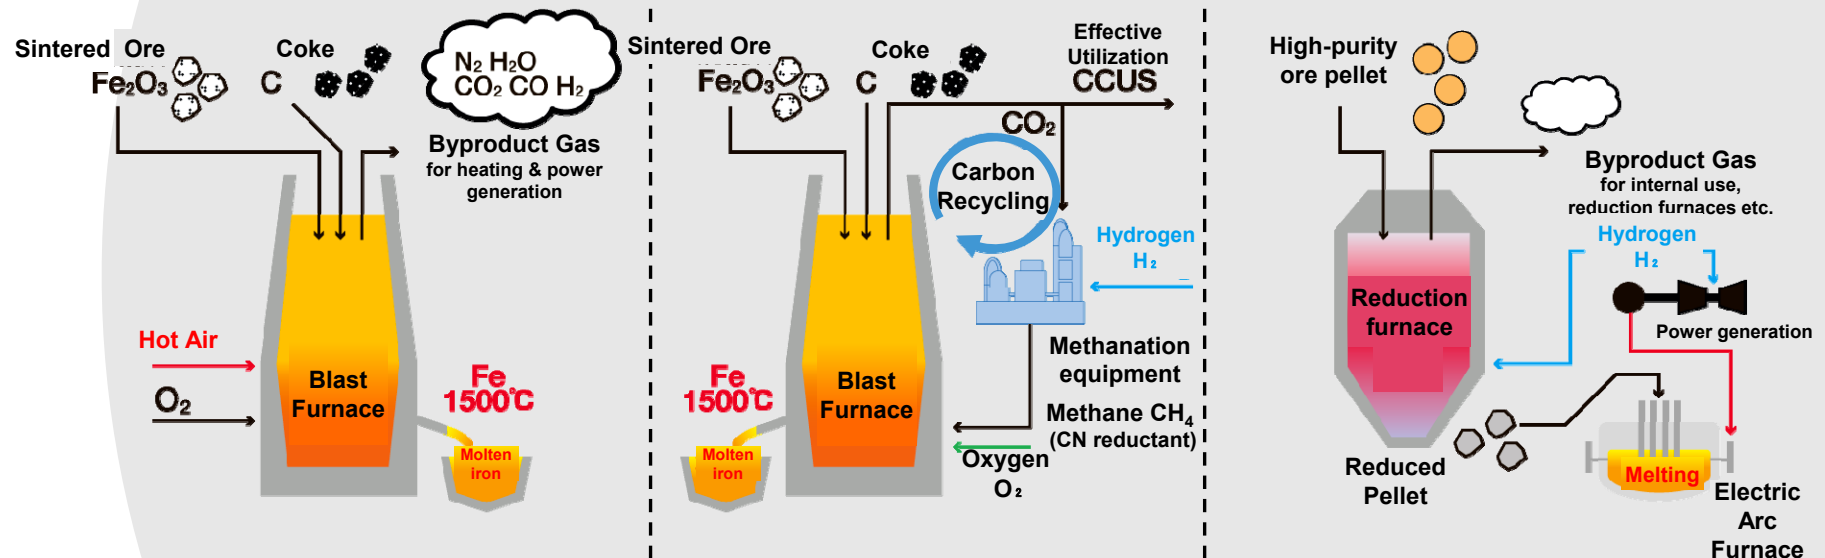 Sintered Ore
Fe₂O₃
Coke
C
N₂ H₂O
CO₂ CO H₂
Byproduct Gas
for heating & power
generation
Hot Air
O₂
Blast
Furnace
Fe
1500℃
Molten
iron
Sintered Ore
Fe₂O₃
Coke
C
Effective
Utilization
CCUS
CO₂
Carbon
Recycling
Hydrogen
H₂
Methanation
equipment
Methane CH₄
(CN reductant)
Oxygen
O₂
Blast
Furnace
Fe
1500℃
Molten
iron
High-purity
ore pellet
Byproduct Gas
for internal use,
reduction furnaces etc.
Hydrogen
H₂
Power generation
Reduction
furnace
Reduced
Pellet
Melting
Electric
Arc
Furnace